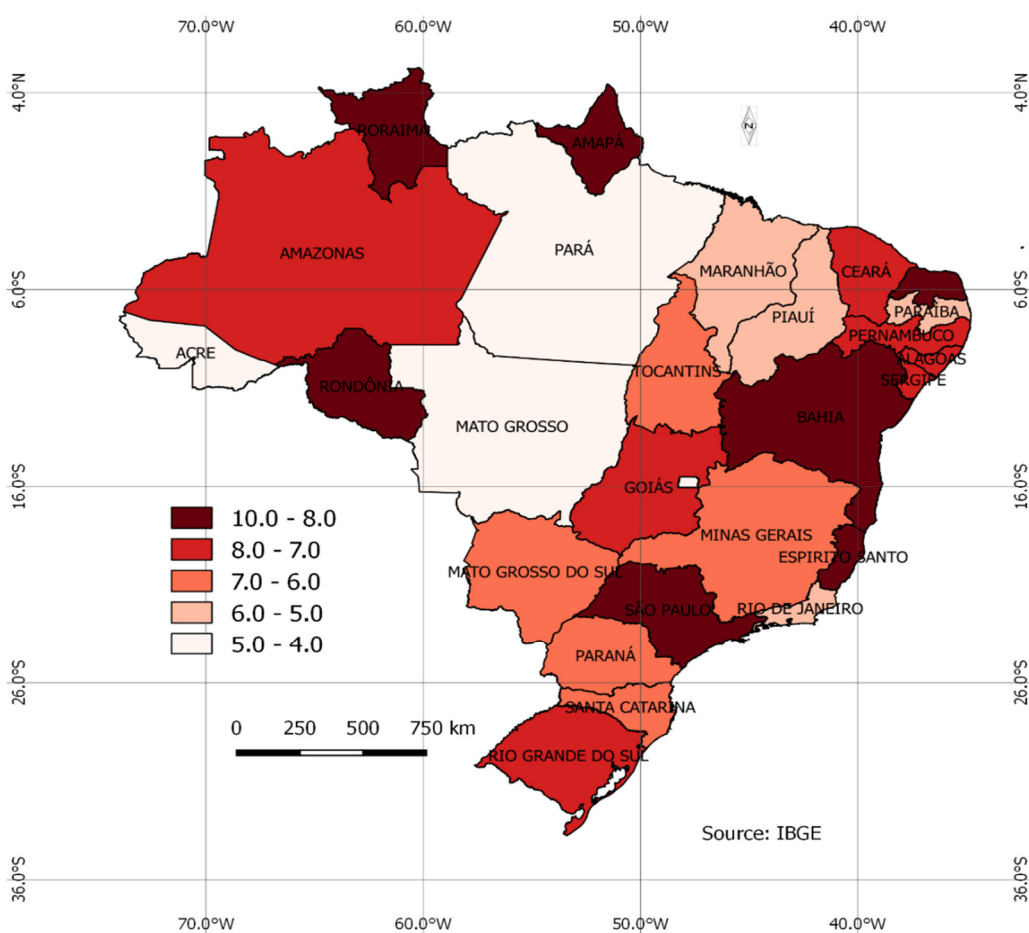 70.0°W 60.0°W 50.0°W 40.0°W
4.0°N 4.0°N
N
RORAIMA
AMAPÁ
AMAZONAS
PARÁ
MARANHÃO
CEARÁ
6.0°S 6.0°S
PARAÍBA
PIAUÍ
PERNAMBUCO
ACRE
ALAGOAS
TOCANTINS
SERGIPE
RONDÔNIA
BAHIA
MATO GROSSO
16.0°S 16.0°S
GOIÁS
10.0 - 8.0
MINAS GERAIS
8.0 - 7.0
ESPIRITO SANTO
MATO GROSSO DO SUL
7.0 - 6.0
6.0 - 5.0
SÃO PAULO
RIO DE JANEIRO
5.0 - 4.0
PARANÁ
26.0°S 26.0°S
SANTA CATARINA
0 250 500 750 km
RIO GRANDE DO SUL
Source: IBGE
36.0°S 36.0°S
70.0°W 60.0°W 50.0°W 40.0°W